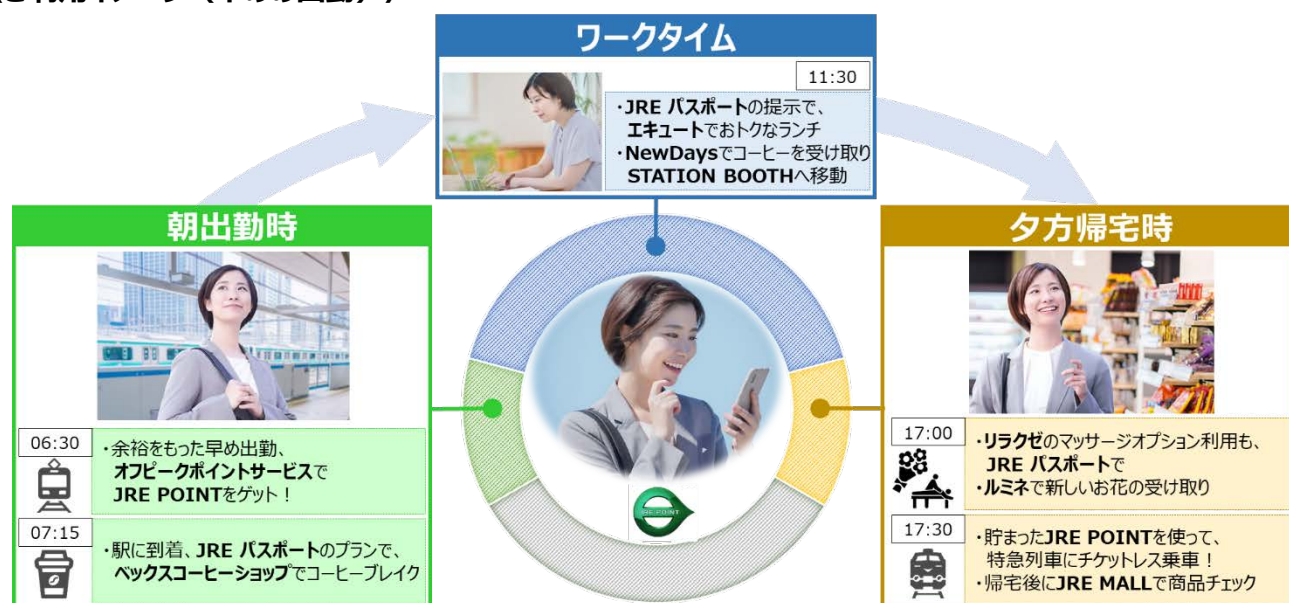 ワークタイム
11:30
・JRE パスポートの提示で、
エキュートでおトクなランチ
・NewDaysでコーヒーを受け取り
STATION BOOTHへ移動
朝出勤時
06:30
・余裕をもった早め出勤、
オフピークポイントサービスで
JRE POINTをゲット！
07:15
・駅に到着、JRE パスポートのプランで、
ベックスコーヒーショップでコーヒーブレイク
JRE POINT
夕方帰宅時
17:00
・リラクゼのマッサージオプション利用も、
JRE パスポートで
・ルミネで新しいお花の受け取り
17:30
・貯まったJRE POINTを使って、
特急列車にチケットレス乗車！
・帰宅後にJRE MALLで商品チェック